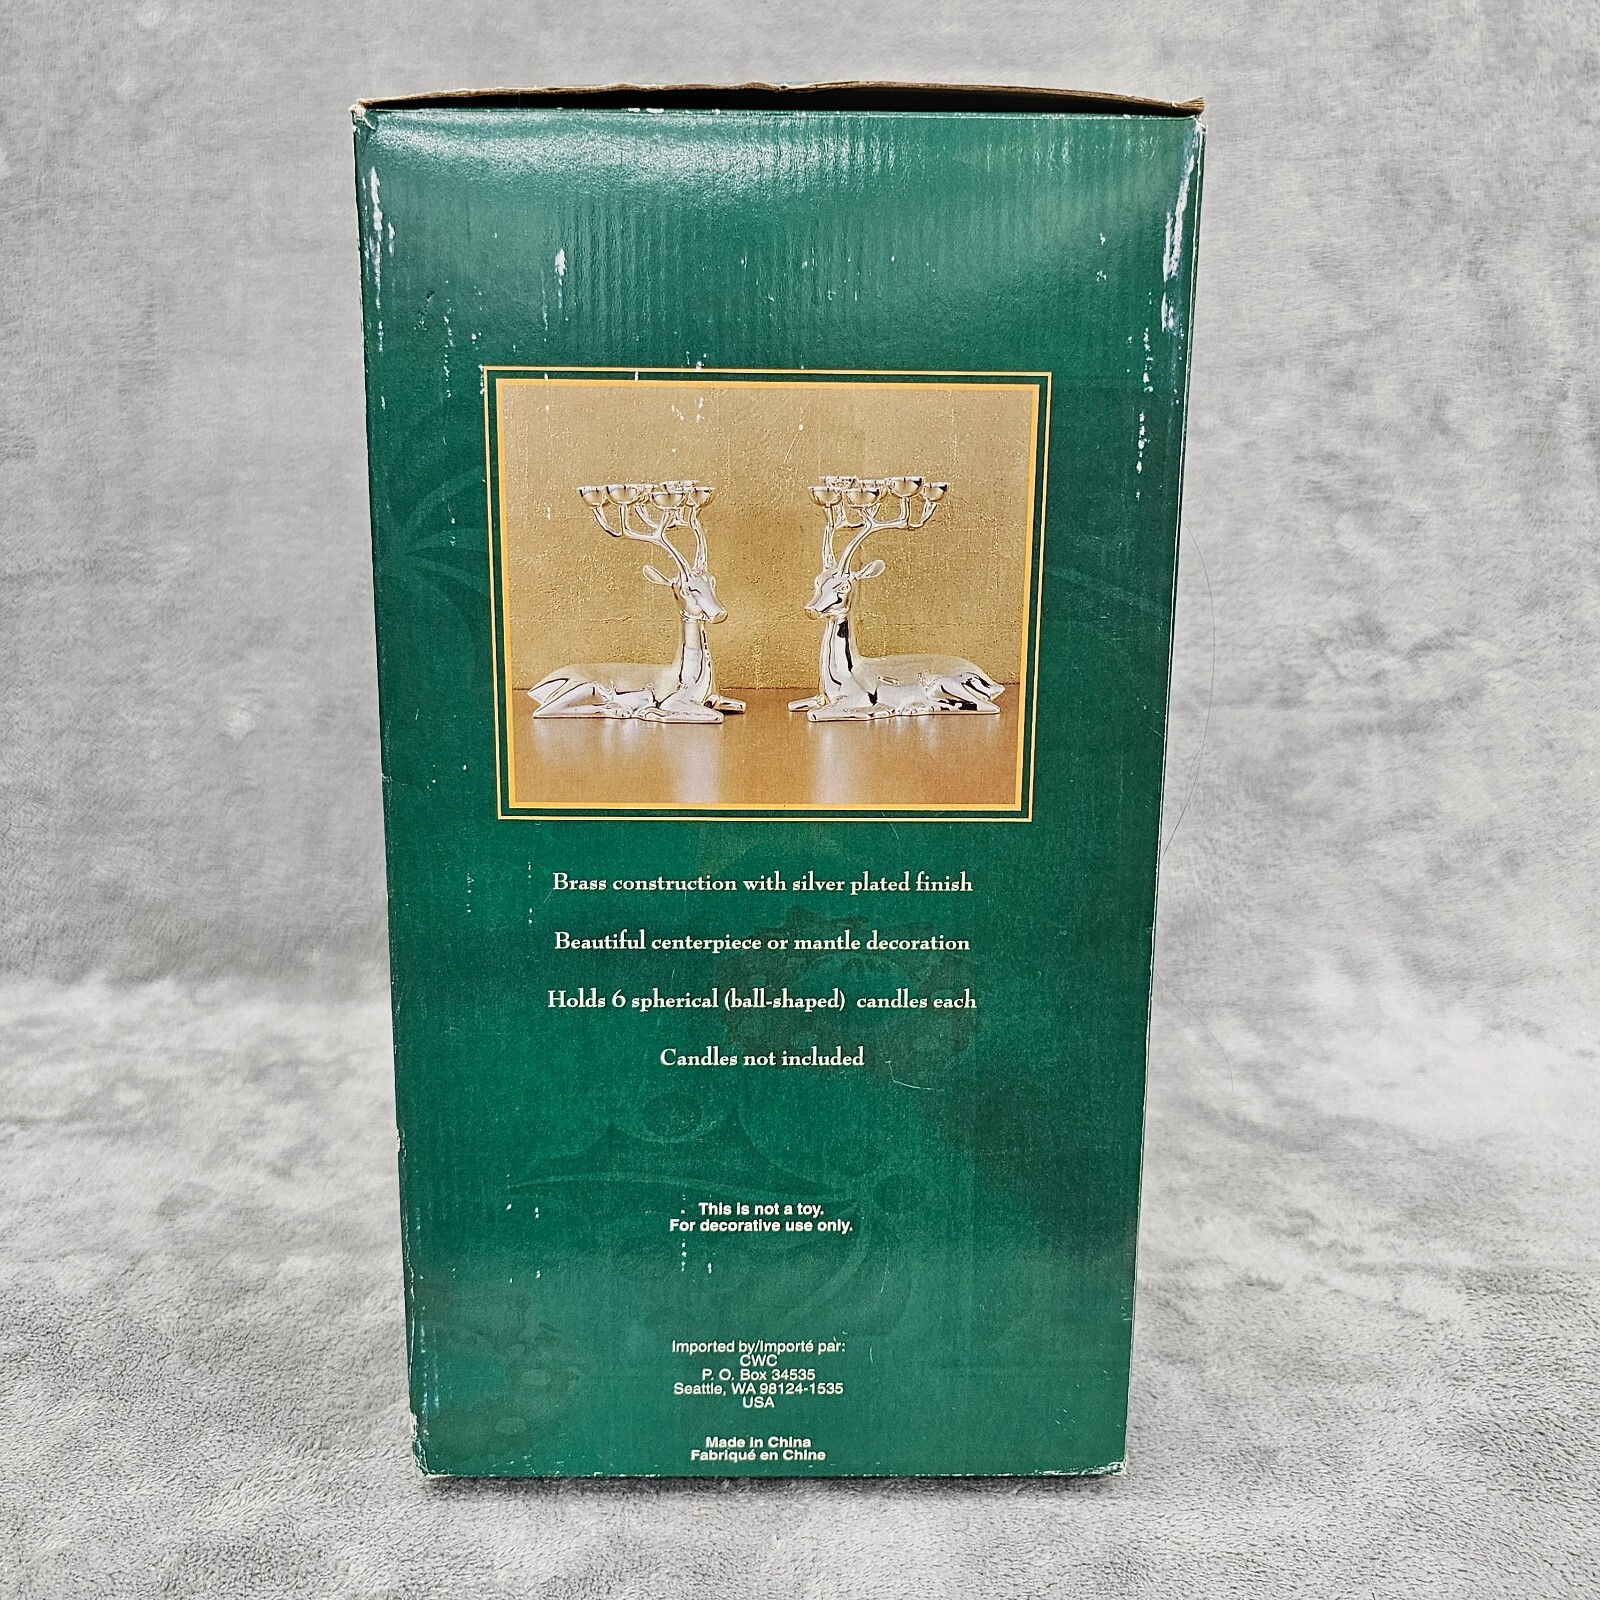 Brass construction with silver plated finish
Beautiful centerpiece or mantle decoration
Holds 6 spherical (ball-shaped) candles each
Candles not included
This is not a toy.
For decorative use only.
Imported by/Importé par:
CWC
P. O. Box 34535
Seattle, WA 98124-1535
USA
Made in China
Fabriqué en Chine